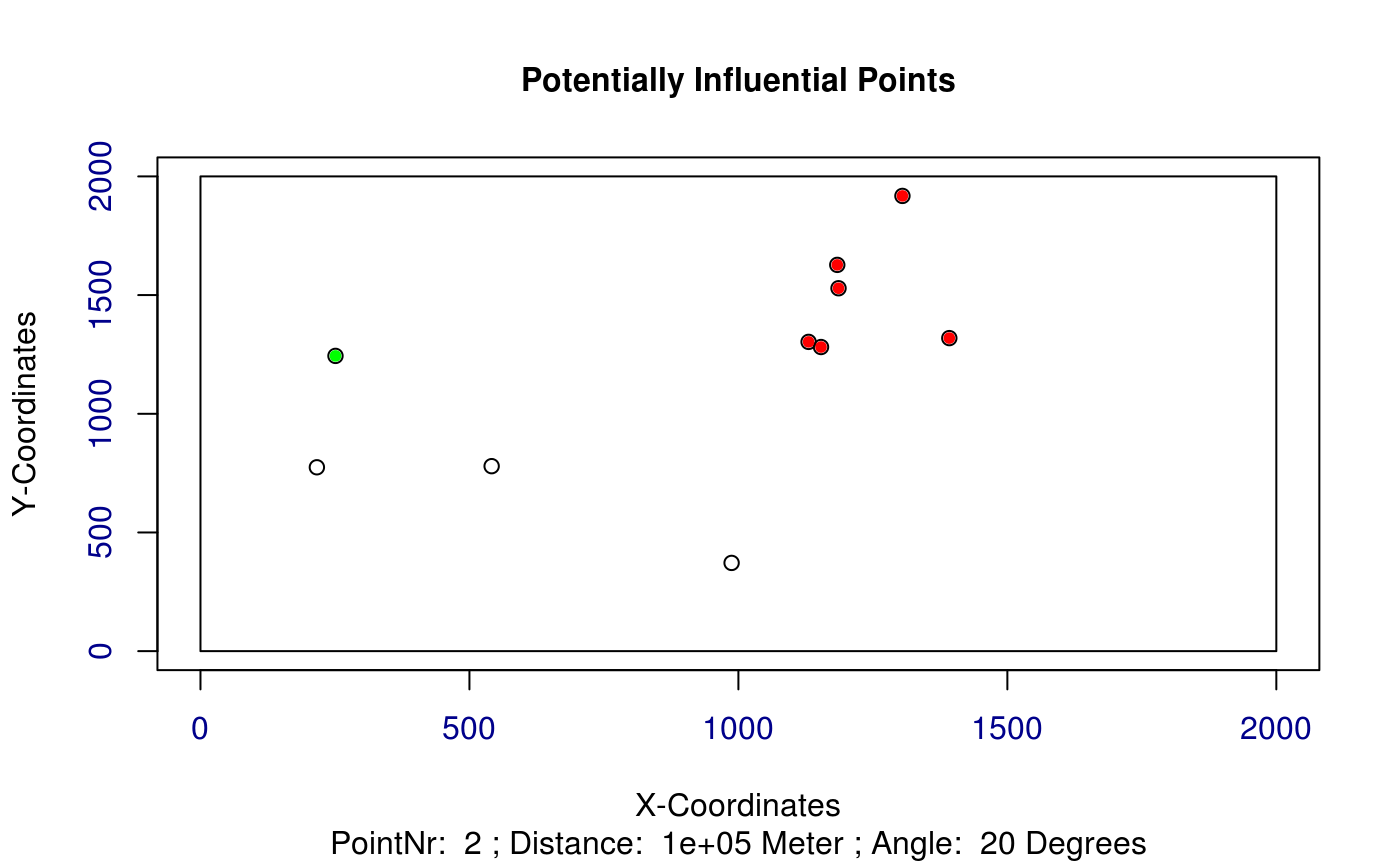 Potentially Influential Points
Y-Coordinates
2000
1500
1000
500
0
0 500 1000 1500 2000
X-Coordinates
PointNr: 2 ; Distance: 1e+05 Meter ; Angle: 20 Degrees